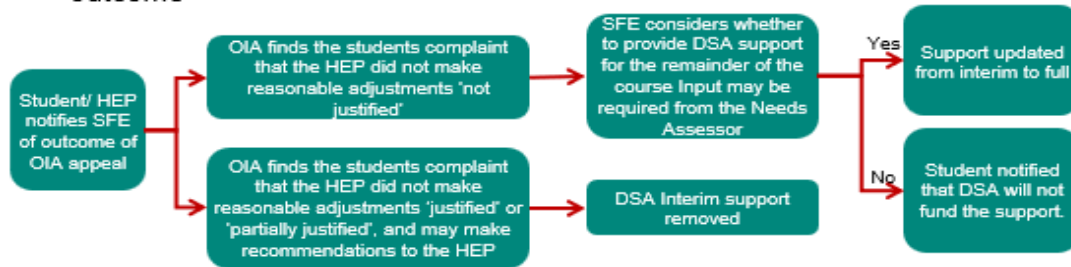 Student/ HEP
notifies SFE
of outcome of
OIA appeal
OIA finds the students complaint
that the HEP did not make
reasonable adjustments 'not
justified'
SFE considers whether
to provide DSA support
for the remainder of the
course Input may be
required from the Needs
Assessor
Yes
Support updated
from interim to full
No
Student notified
that DSA will not
fund the support.
OIA finds the students complaint
that the HEP did not make
reasonable adjustments 'justified' or
'partially justified', and may make
recommendations to the HEP
DSA Interim support
removed